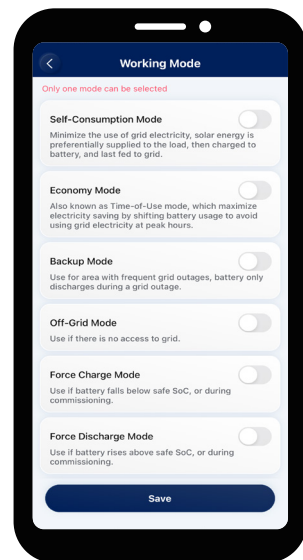 Working Mode
Only one mode can be selected
Self-Consumption Mode
Minimize the use of grid electricity, solar energy is
preferentially supplied to the load, then charged to
battery, and last fed to grid.
Economy Mode
Also known as Time-of-Use mode, which maximize
electricity saving by shifting battery usage to avoid
using grid electricity at peak hours.
Backup Mode
Use for area with frequent grid outages, battery only
discharges during a grid outage.
Off-Grid Mode
Use if there is no access to grid.
Force Charge Mode
Use if battery falls below safe SoC, or during
commissioning.
Force Discharge Mode
Use if battery rises above safe SoC, or during
commissioning.
Save